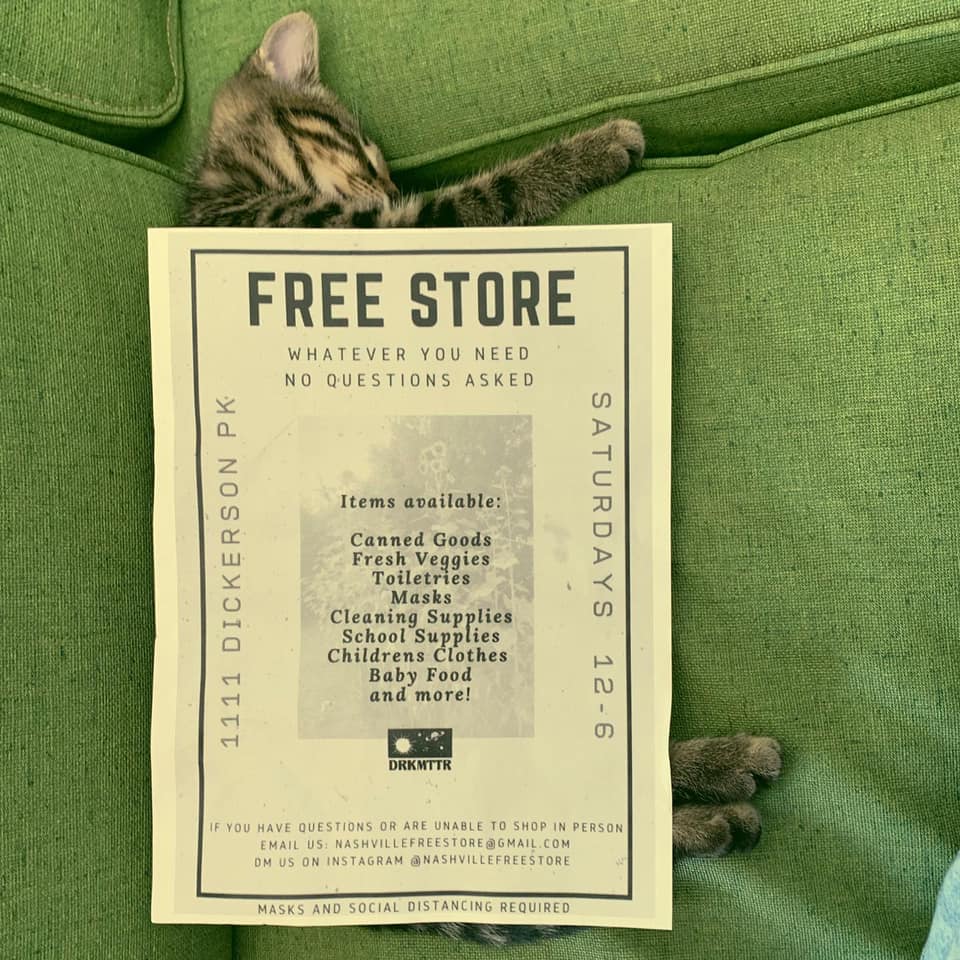 FREE STORE
WHATEVER YOU NEED
NO QUESTIONS ASKED
1111 DICKERSON PK
SATURDAYS 12-6
Items available:
Canned Goods
Fresh Veggies
Toiletries
Masks
Cleaning Supplies
School Supplies
Childrens Clothes
Baby Food
and more!
DRKMTTR
IF YOU HAVE QUESTIONS OR ARE UNABLE TO SHOP IN PERSON
EMAIL US: NASHVILLEFREESTORE@GMAIL.COM
DM US ON INSTAGRAM @NASHVILLEFREESTORE
MASKS AND SOCIAL DISTANCING REQUIRED